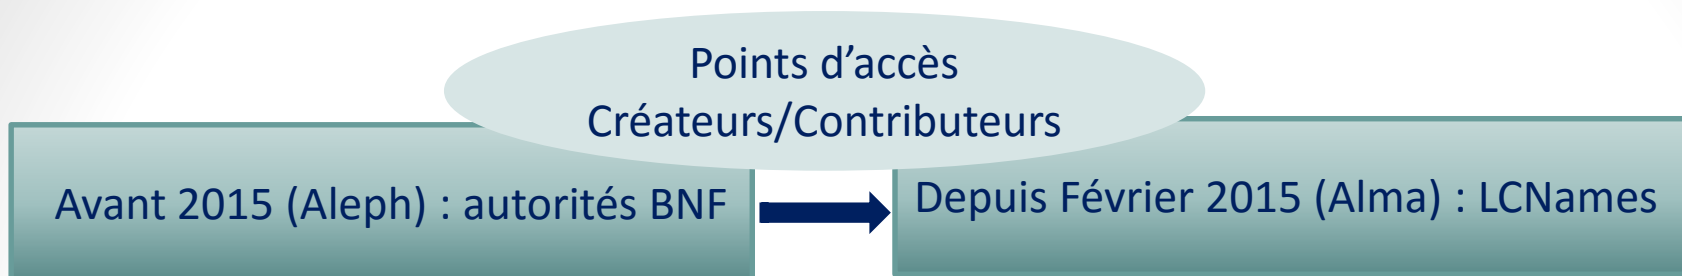 Points d’accès
Créateurs/Contributeurs
Avant 2015 (Aleph) : autorités BNF
Depuis Février 2015 (Alma) : LCNames